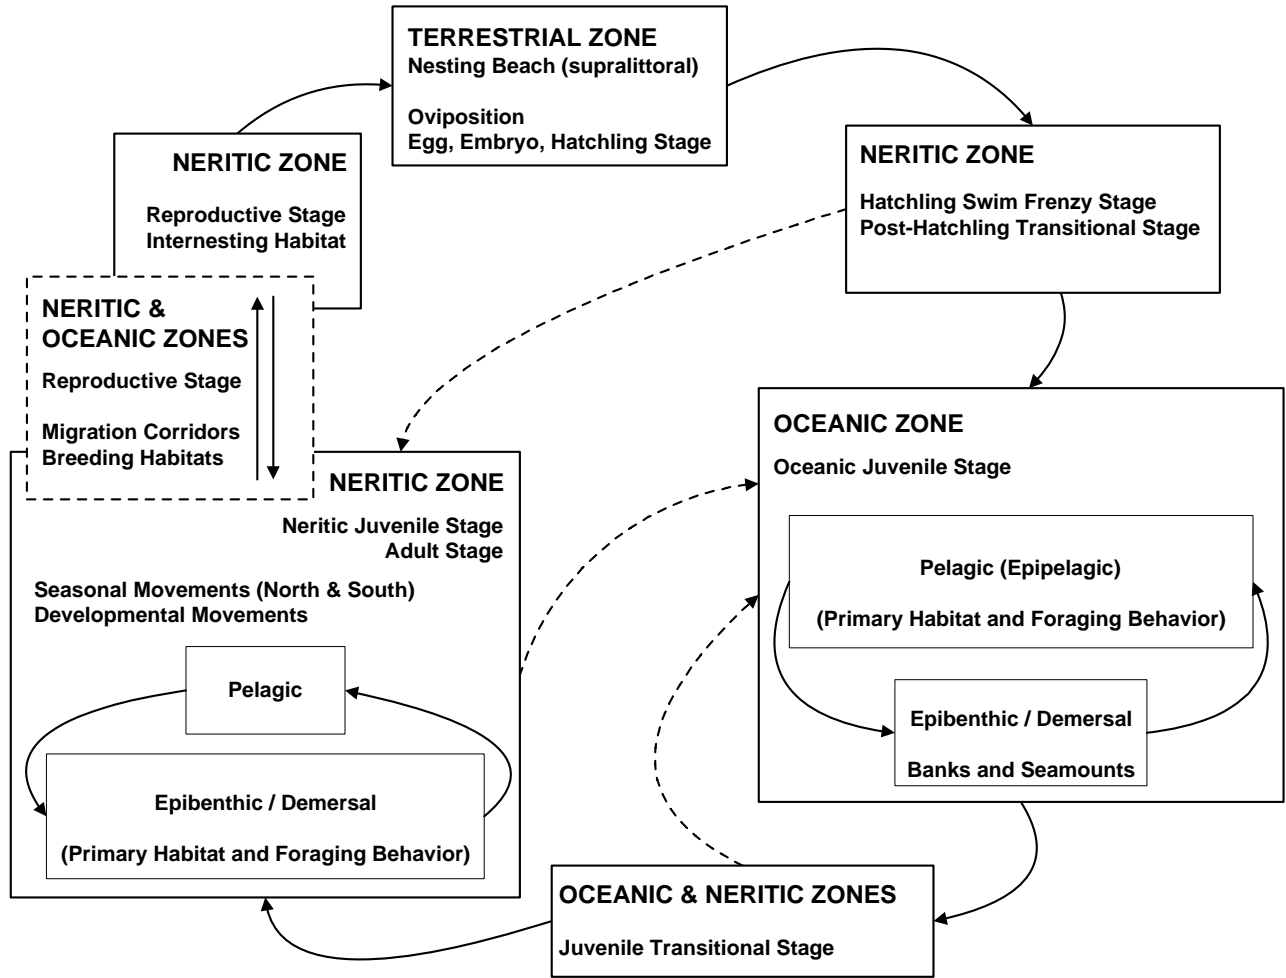 TERRESTRIAL ZONE
Nesting Beach (supralittoral)
Oviposition
Egg, Embryo, Hatchling Stage
NERITIC ZONE
Hatchling Swim Frenzy Stage
Post-Hatchling Transitional Stage
OCEANIC ZONE
Oceanic Juvenile Stage
Pelagic (Epipelagic)
(Primary Habitat and Foraging Behavior)
Epibenthic / Demersal
Banks and Seamounts
OCEANIC & NERITIC ZONES
Juvenile Transitional Stage
NERITIC ZONE
Neritic Juvenile Stage
Adult Stage
Seasonal Movements (North & South)
Developmental Movements
Pelagic
Epibenthic / Demersal
(Primary Habitat and Foraging Behavior)
NERITIC &
OCEANIC ZONES
Reproductive Stage
Migration Corridors
Breeding Habitats
NERITIC ZONE
Reproductive Stage
Internesting Habitat